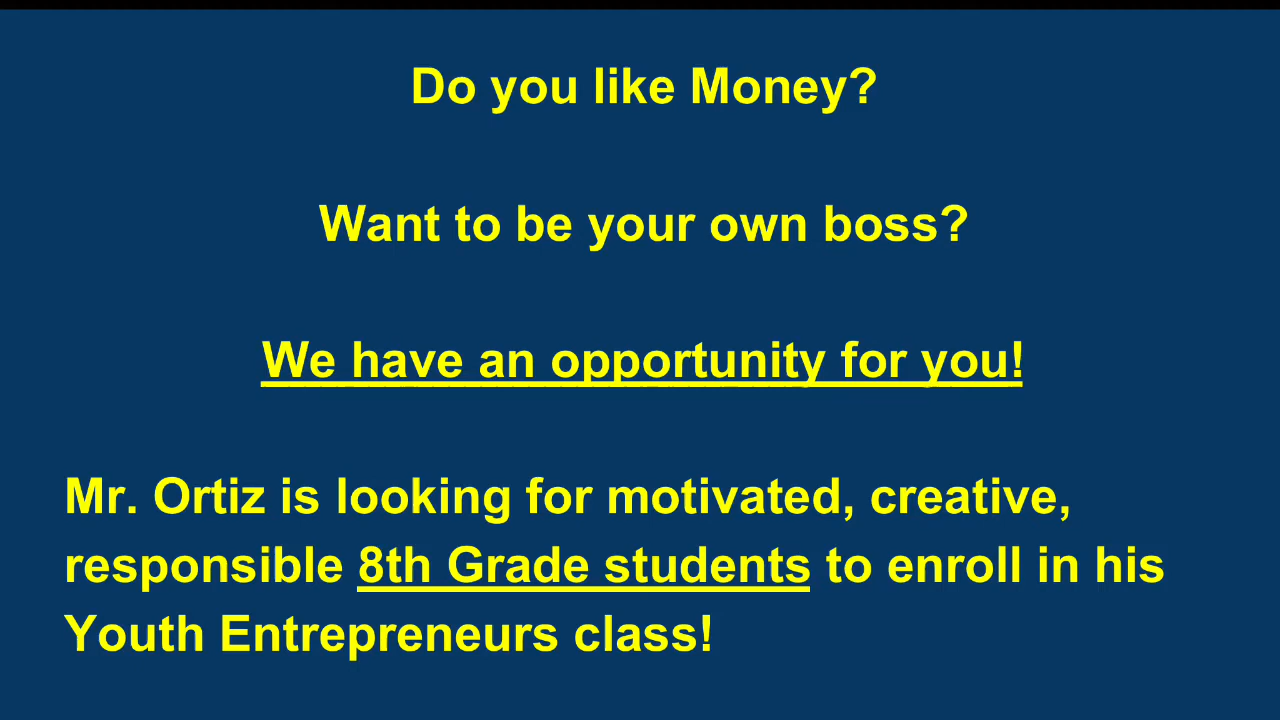 Do you like Money?
Want to be your own boss?
We have an opportunity for you!
Mr. Ortiz is looking for motivated, creative,
responsible 8th Grade students to enroll in his
Youth Entrepreneurs class!